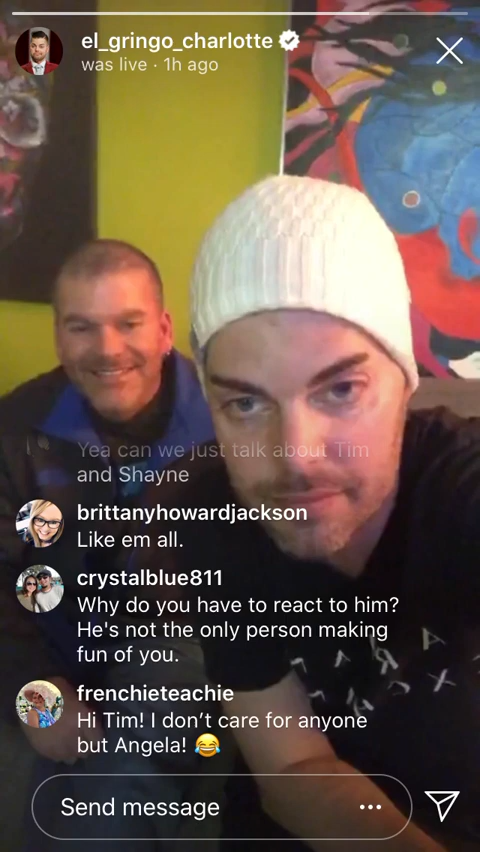 el_gringo_charlotte
was live · 1h ago
Yea can we just talk about Tim
and Shayne
brittanyhowardjackson
Like em all.
crystalblue811
Why do you have to react to him?
He's not the only person making
fun of you.
frenchieteachie
Hi Tim! I don't care for anyone
but Angela! 😂
Send message